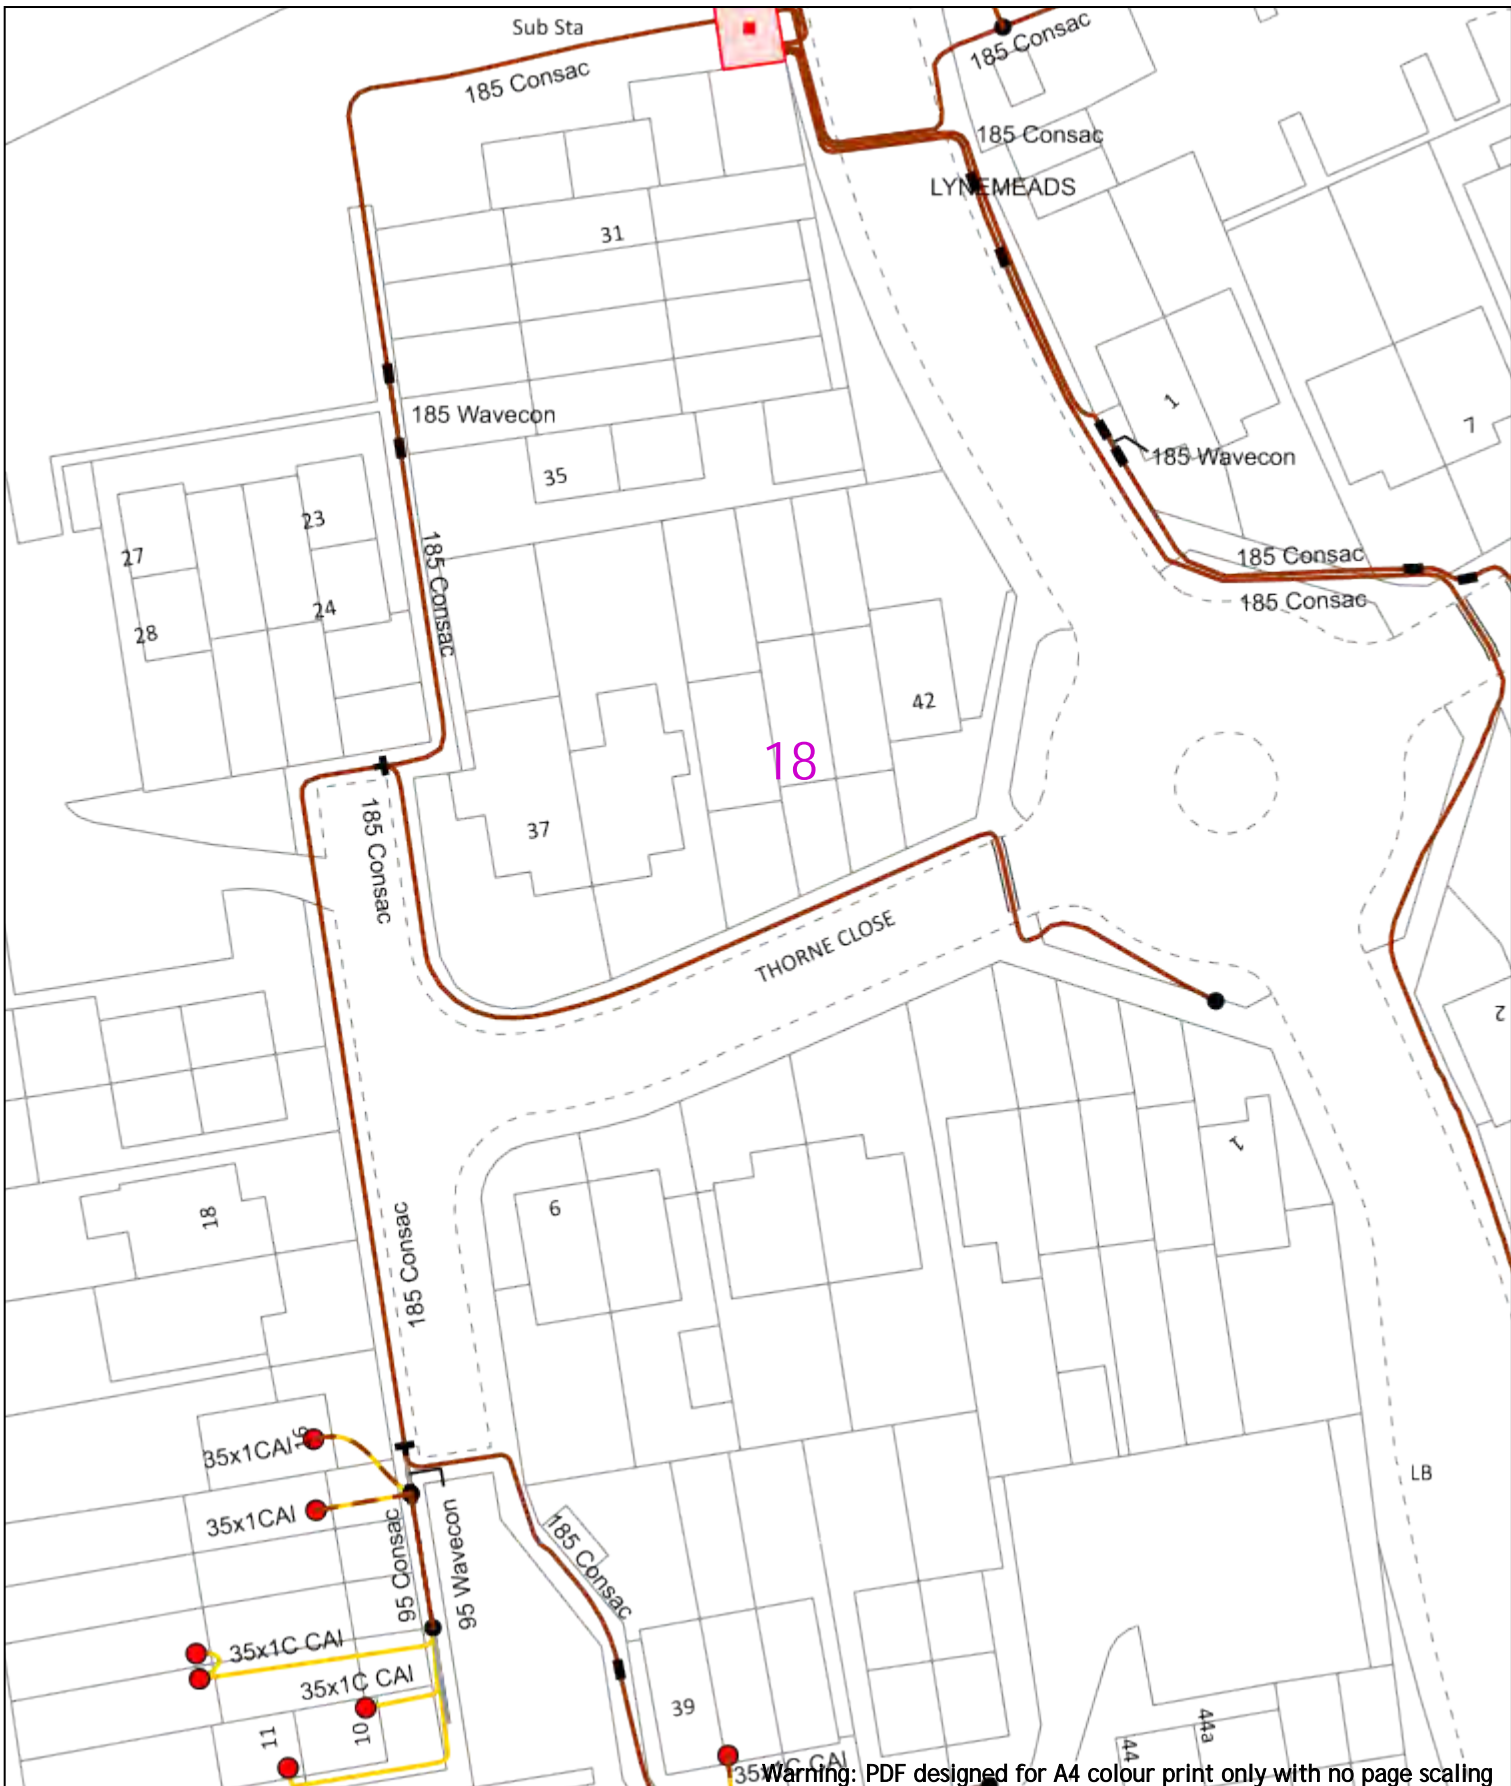 Sub Sta
185 Consac
185 Consac
185 Consac
LYNEMEADS
31
1
7
185 Wavecon
185 Wavecon
35
23
27
24
28
185 Consac
185 Consac
185 Consac
42
18
37
185 Consac
THORNE CLOSE
2
1
6
18
185 Consac
16
35x1CAI
35x1CAI
LB
95 Consac
95 Wavecon
185 Consac
35x1C CAI
35x1C CAI
39
11
10
44
44a
35x1C CAI
Warning: PDF designed for A4 colour print only with no page scaling